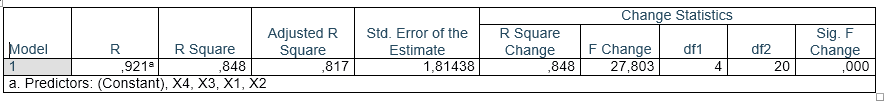 Change Statistics
Model R R Square Adjusted R Square Std. Error of the Estimate R Square Change F Change df1 df2 Sig. F Change
1 ,921a ,848 ,817 1,81438 ,848 27,803 4 20 ,000
a. Predictors: (Constant), X4, X3, X1, X2